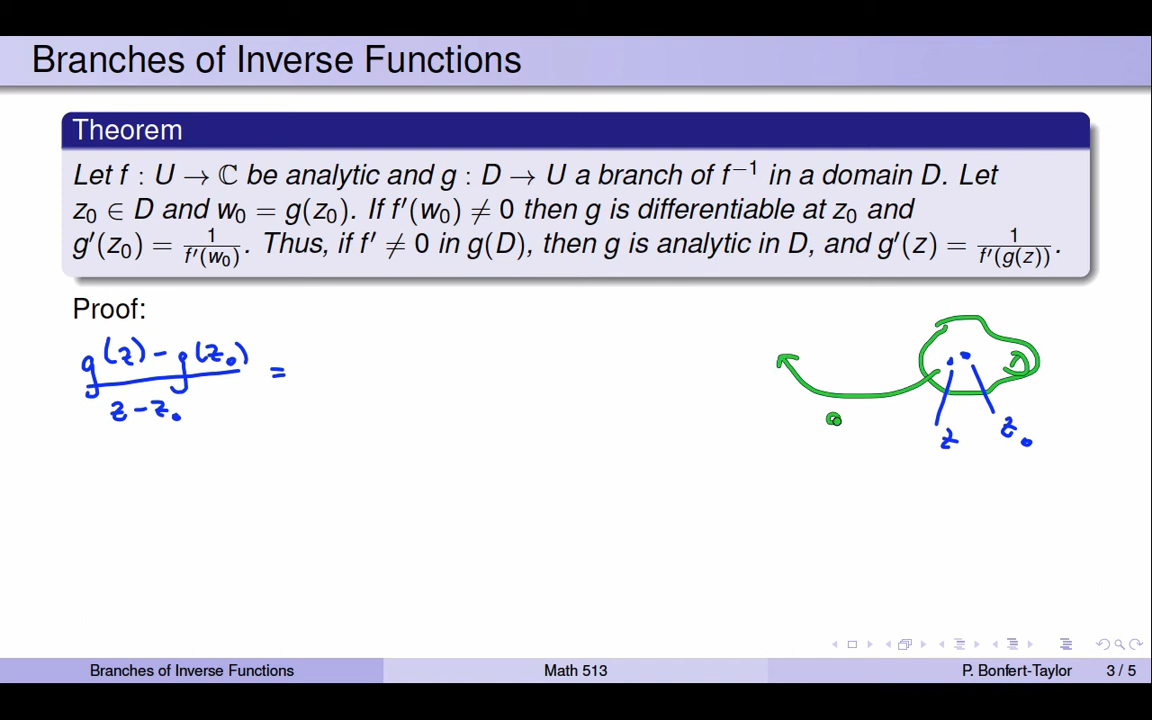 Branches of Inverse Functions
Theorem
Let f : U → ℂ be analytic and g : D → U a branch of f⁻¹ in a domain D. Let
z₀ ∈ D and w₀ = g(z₀). If f′(w₀) ≠ 0 then g is differentiable at z₀ and
g′(z₀) = 1/f′(w₀). Thus, if f′ ≠ 0 in g(D), then g is analytic in D, and g′(z) = 1/f′(g(z)).
Proof:
g(z) − g(z₀) =
z − z₀
D
z z₀
Branches of Inverse Functions Math 513 P. Bonfert-Taylor 3 / 5